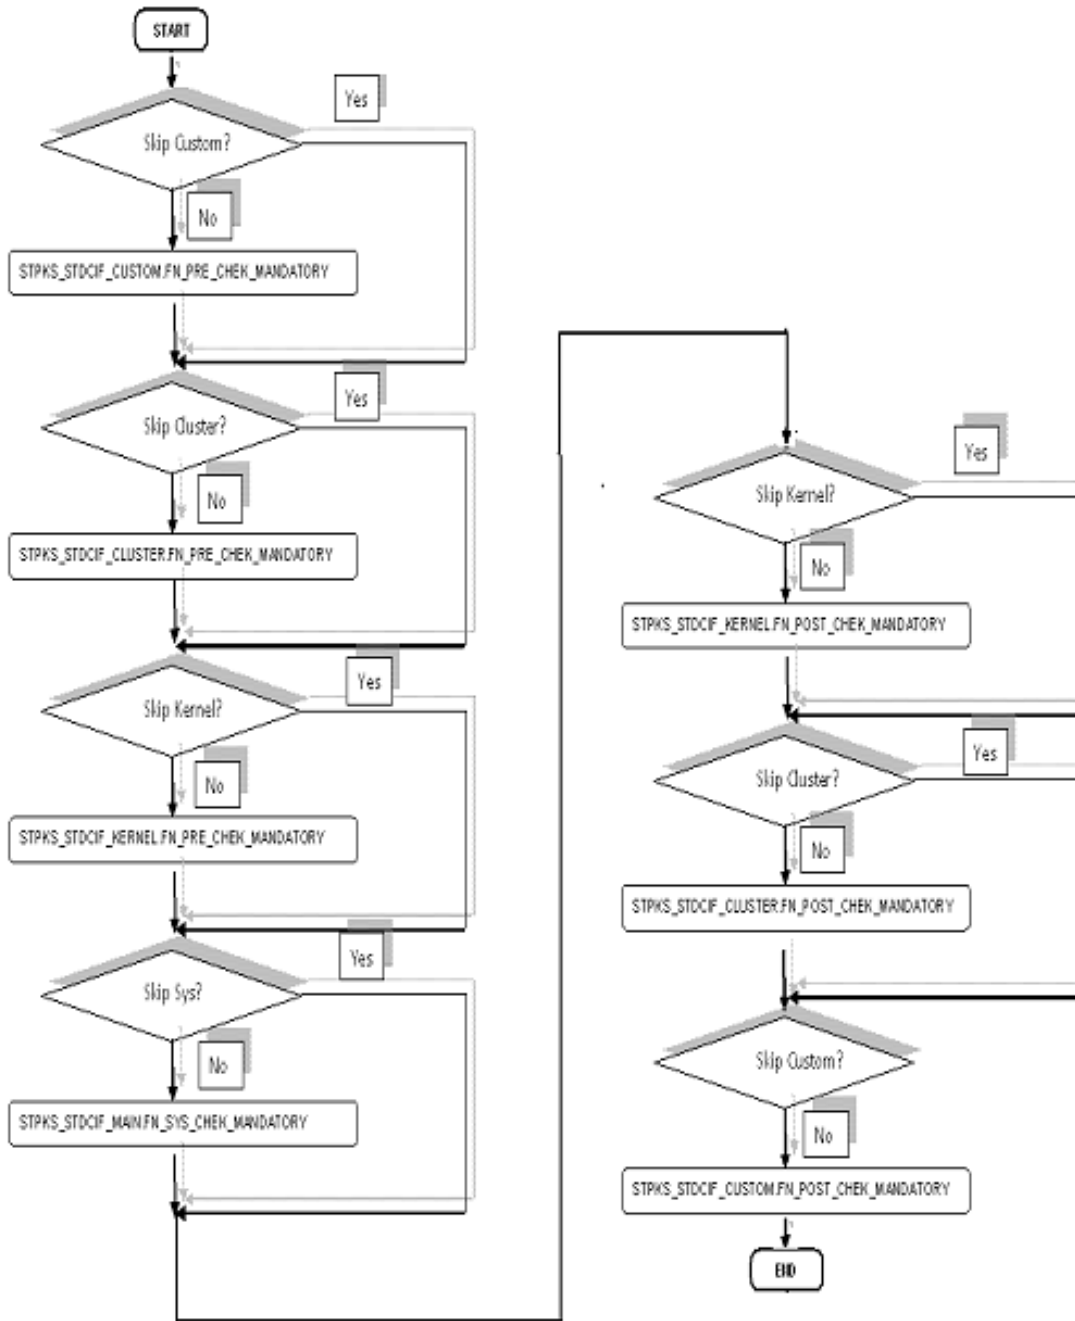 START
Yes
Skip Custom?
No
STPKS_STDCIF_CUSTOM.FN_PRE_CHEK_MANDATORY
Yes
Skip Cluster?
No
STPKS_STDCIF_CLUSTER.FN_PRE_CHEK_MANDATORY
Yes
Skip Kernel?
No
STPKS_STDCIF_KERNEL.FN_PRE_CHEK_MANDATORY
Yes
Skip Sys?
No
STPKS_STDCIF_MAIN.FN_SYS_CHEK_MANDATORY
Yes
Skip Kernel?
No
STPKS_STDCIF_KERNEL.FN_POST_CHEK_MANDATORY
Yes
Skip Cluster?
No
STPKS_STDCIF_CLUSTER.FN_POST_CHEK_MANDATORY
Skip Custom?
No
STPKS_STDCIF_CUSTOM.FN_POST_CHEK_MANDATORY
END